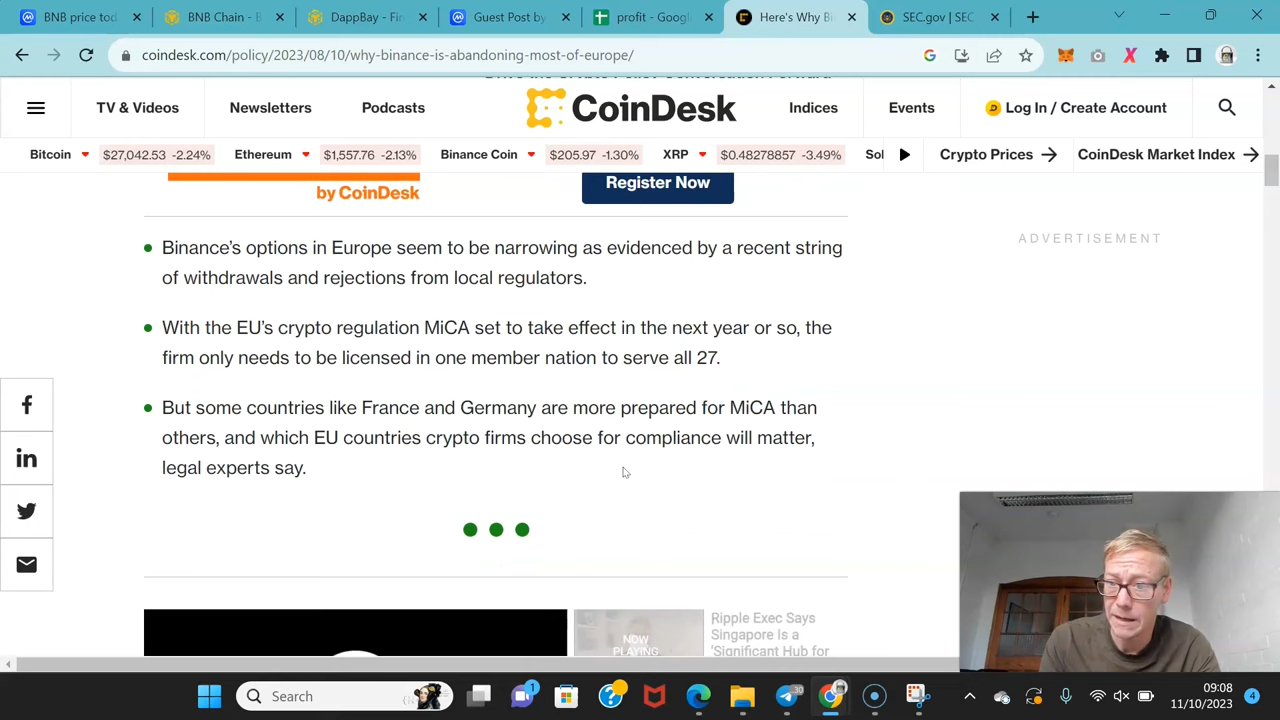 BNB price tod
BNB Chain - B
DappBay - Fin
Guest Post by
profit - Google
Here's Why Bi
SEC.gov | SEC
coindesk.com/policy/2023/08/10/why-binance-is-abandoning-most-of-europe/
TV & Videos
Newsletters
Podcasts
CoinDesk
Indices
Events
Log In / Create Account
Bitcoin $27,042.53 -2.24%
Ethereum $1,557.76 -2.13%
Binance Coin $205.97 -1.30%
XRP $0.48278857 -3.49%
Sol
Crypto Prices
CoinDesk Market Index
by CoinDesk
Register Now
ADVERTISEMENT
Binance's options in Europe seem to be narrowing as evidenced by a recent string
of withdrawals and rejections from local regulators.
With the EU's crypto regulation MiCA set to take effect in the next year or so, the
firm only needs to be licensed in one member nation to serve all 27.
But some countries like France and Germany are more prepared for MiCA than
others, and which EU countries crypto firms choose for compliance will matter,
legal experts say.
NOW
PLAYING
Ripple Exec Says
Singapore Is a
'Significant Hub for
Search
1
30
09:08
11/10/2023
4